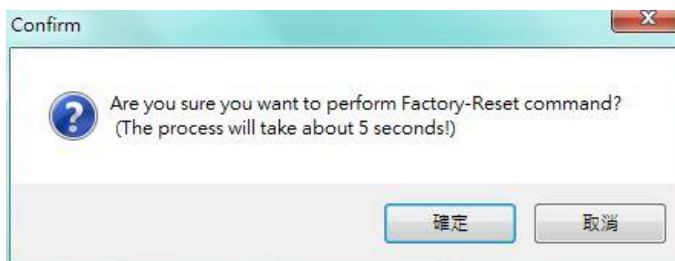 Confirm
Are you sure you want to perform Factory-Reset command?
(The process will take about 5 seconds!)
確定
取消